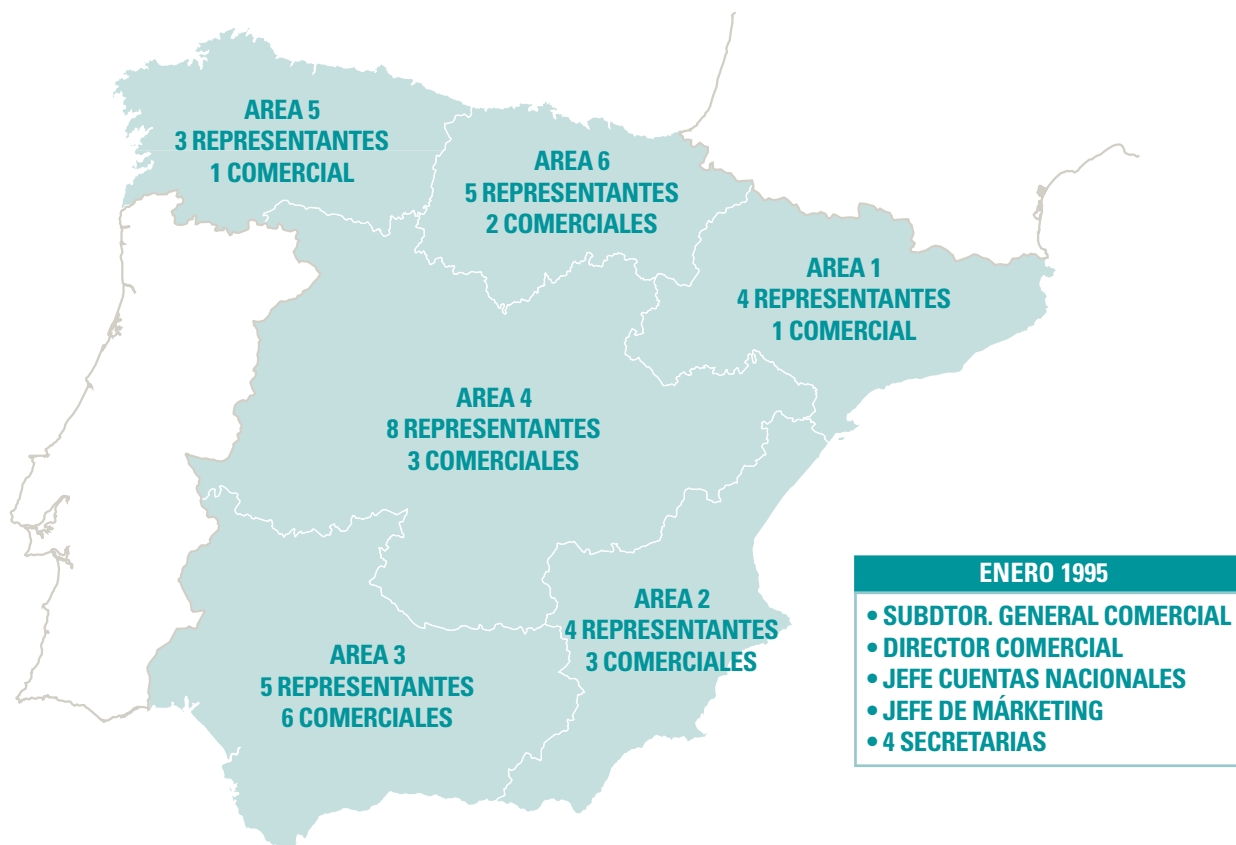 AREA 5
3 REPRESENTANTES
1 COMERCIAL
AREA 6
5 REPRESENTANTES
2 COMERCIALES
AREA 1
4 REPRESENTANTES
1 COMERCIAL
AREA 4
8 REPRESENTANTES
3 COMERCIALES
AREA 2
4 REPRESENTANTES
3 COMERCIALES
AREA 3
5 REPRESENTANTES
6 COMERCIALES
ENERO 1995
• SUBDTOR. GENERAL COMERCIAL
• DIRECTOR COMERCIAL
• JEFE CUENTAS NACIONALES
• JEFE DE MÁRKETING
• 4 SECRETARIAS